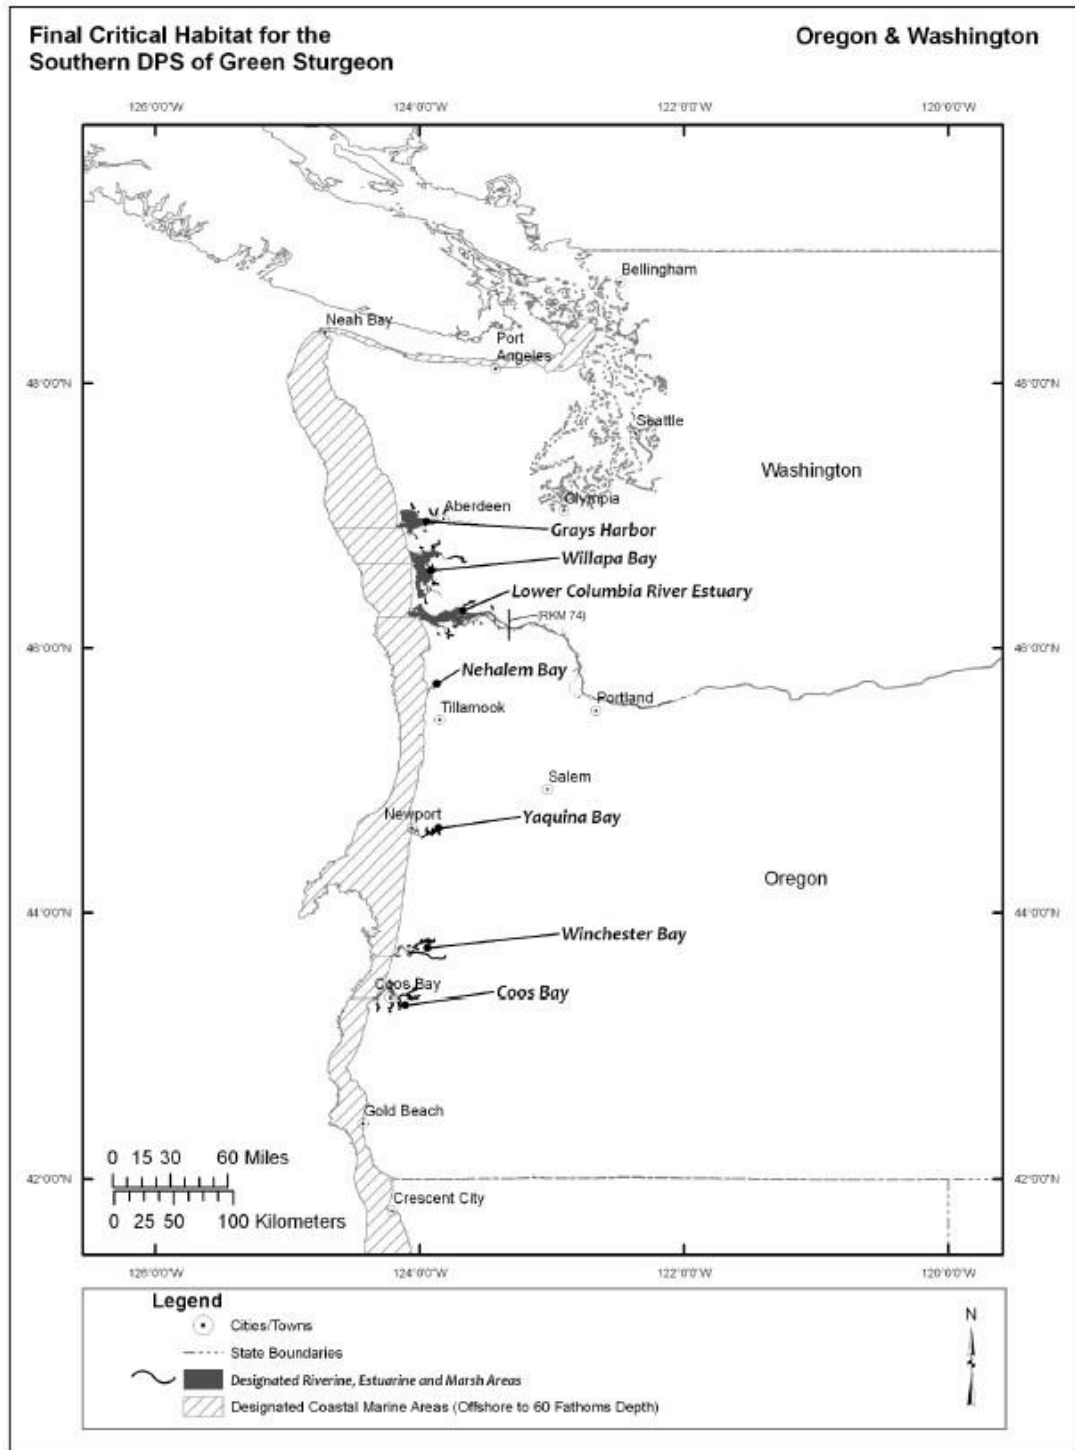 Final Critical Habitat for the
Southern DPS of Green Sturgeon
Oregon & Washington
126°0'0"W
124°0'0"W
122°0'0"W
120°0'0"W
Bellingham
Neah Bay
Port
Angeles
48°0'0"N
48°0'0"N
Seattle
Washington
Aberdeen
Olympia
Grays Harbor
Willapa Bay
Lower Columbia River Estuary
(RKM 74)
46°0'0"N
46°0'0"N
Nehalem Bay
Tillamook
Portland
Salem
Newport
Yaquina Bay
Oregon
44°0'0"N
44°0'0"N
Winchester Bay
Coos Bay
Coos Bay
Gold Beach
0 15 30 60 Miles
0 25 50 100 Kilometers
42°0'0"N
42°0'0"N
Crescent City
126°0'0"W
124°0'0"W
122°0'0"W
120°0'0"W
Legend
Cities/Towns
State Boundaries
Designated Riverine, Estuarine and Marsh Areas
Designated Coastal Marine Areas (Offshore to 60 Fathoms Depth)
N